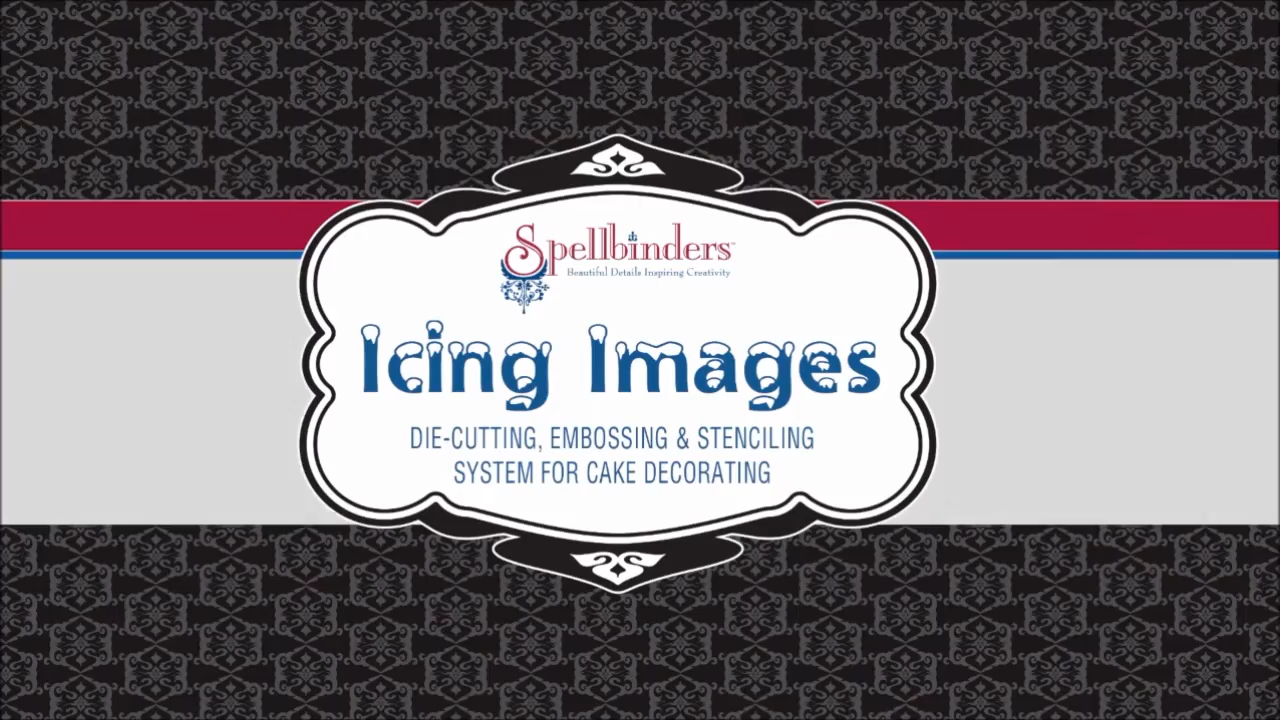 Spellbinders™
Beautiful Details Inspiring Creativity
Icing Images
DIE-CUTTING, EMBOSSING & STENCILING
SYSTEM FOR CAKE DECORATING